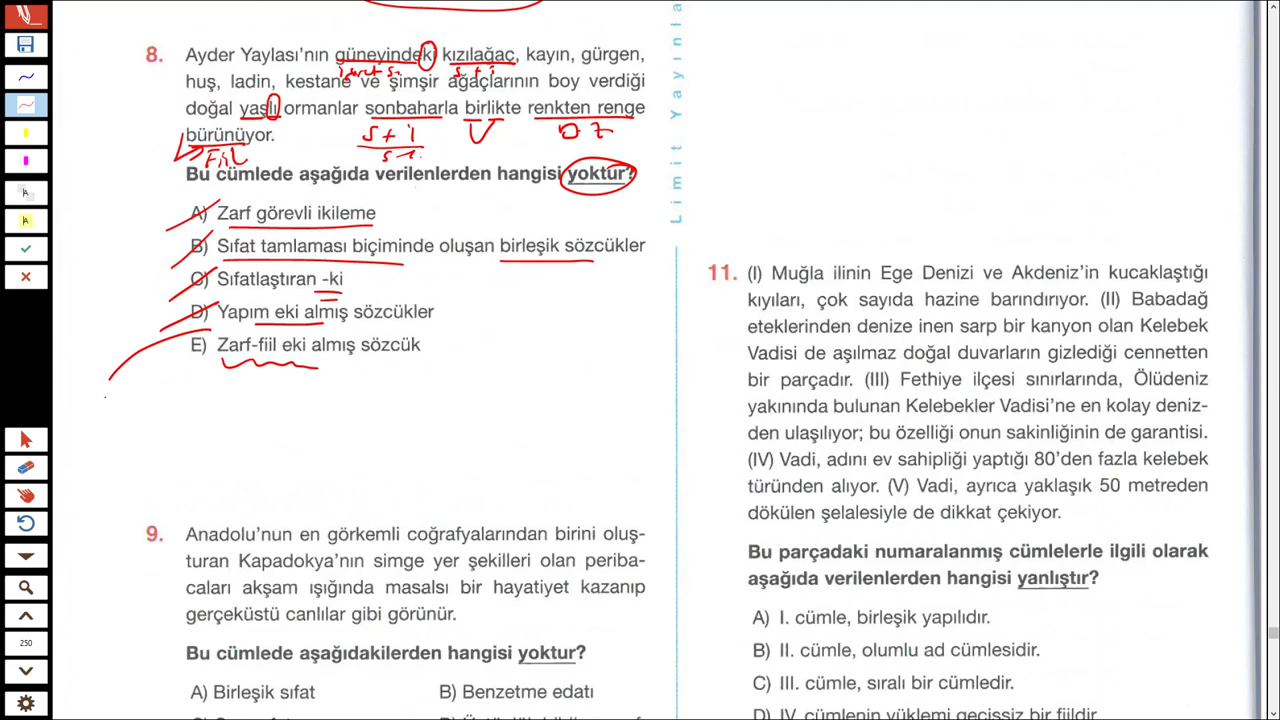 8. Ayder Yaylası’nın güneyindeki kızılağaç, kayın, gürgen,
huş, ladin, kestane ve şimşir ağaçlarının boy verdiği
doğal yaşlı ormanlar sonbaharla birlikte renkten renge
bürünüyor.
işaret s.
s + i
s + i
s.t.
V
D Z
Fiil
Bu cümlede aşağıda verilenlerden hangisi yoktur?
A) Zarf görevli ikileme
B) Sıfat tamlaması biçiminde oluşan birleşik sözcükler
C) Sıfatlaştıran -ki
D) Yapım eki almış sözcükler
E) Zarf-fiil eki almış sözcük
9. Anadolu’nun en görkemli coğrafyalarından birini oluş-
turan Kapadokya’nın simge yer şekilleri olan periba-
caları akşam ışığında masalsı bir hayatiyet kazanıp
gerçeküstü canlılar gibi görünür.
Bu cümlede aşağıdakilerden hangisi yoktur?
A) Birleşik sıfat B) Benzetme edatı
Limit Yayınla
11. (I) Muğla ilinin Ege Denizi ve Akdeniz’in kucaklaştığı
kıyıları, çok sayıda hazine barındırıyor. (II) Babadağ
eteklerinden denize inen sarp bir kanyon olan Kelebek
Vadisi de aşılmaz doğal duvarların gizlediği cennetten
bir parçadır. (III) Fethiye ilçesi sınırlarında, Ölüdeniz
yakınında bulunan Kelebekler Vadisi’ne en kolay deniz-
den ulaşılıyor; bu özelliği onun sakinliğinin de garantisi.
(IV) Vadi, adını ev sahipliği yaptığı 80’den fazla kelebek
türünden alıyor. (V) Vadi, ayrıca yaklaşık 50 metreden
dökülen şelalesiyle de dikkat çekiyor.
Bu parçadaki numaralanmış cümlelerle ilgili olarak
aşağıda verilenlerden hangisi yanlıştır?
A) I. cümle, birleşik yapılıdır.
B) II. cümle, olumlu ad cümlesidir.
C) III. cümle, sıralı bir cümledir.
D) IV. cümlenin yüklemi geçissiz bir fiildir.
250